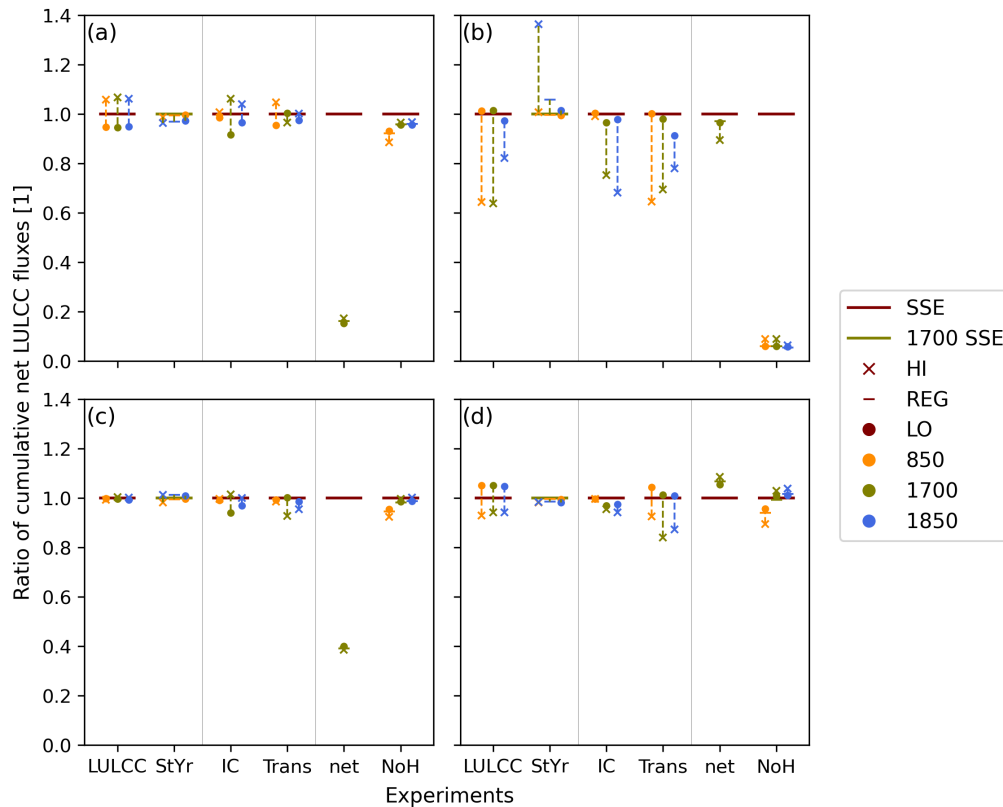 Ratio of cumulative net LULCC fluxes [1]
(a)
1.4
1.2
1.0
0.8
0.6
0.4
0.2
0.0
(b)
(c)
1.4
1.2
1.0
0.8
0.6
0.4
0.2
0.0
LULCC StYr IC Trans net NoH
(d)
LULCC StYr IC Trans net NoH
Experiments
SSE
1700 SSE
HI
REG
LO
850
1700
1850